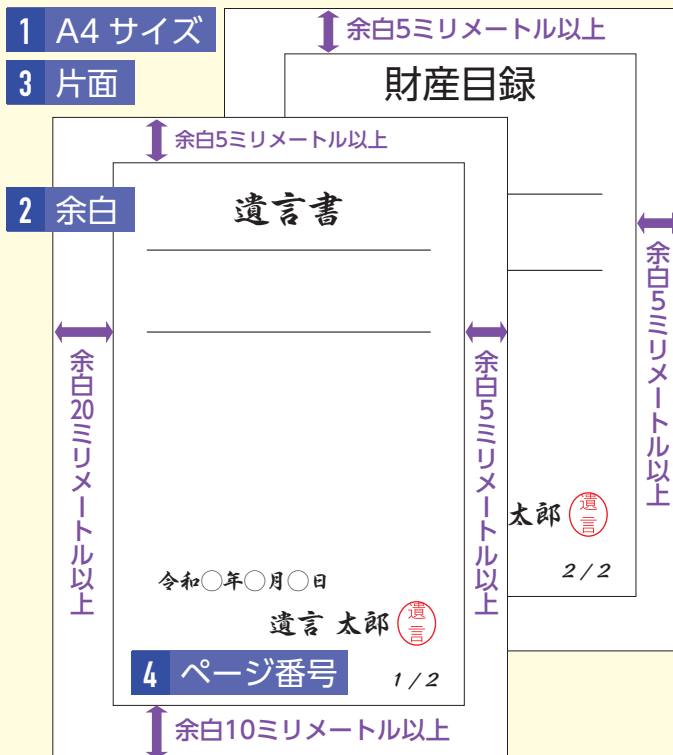 1 A4 サイズ
余白5ミリメートル以上
3 片面
財産目録
余白5ミリメートル以上
2 余白
遺言書
余白20ミリメートル以上
余白5ミリメートル以上
余白5ミリメートル以上
太郎 遺言
2/2
令和○年○月○日
遺言 太郎 遺言
4 ページ番号
1/2
余白10ミリメートル以上